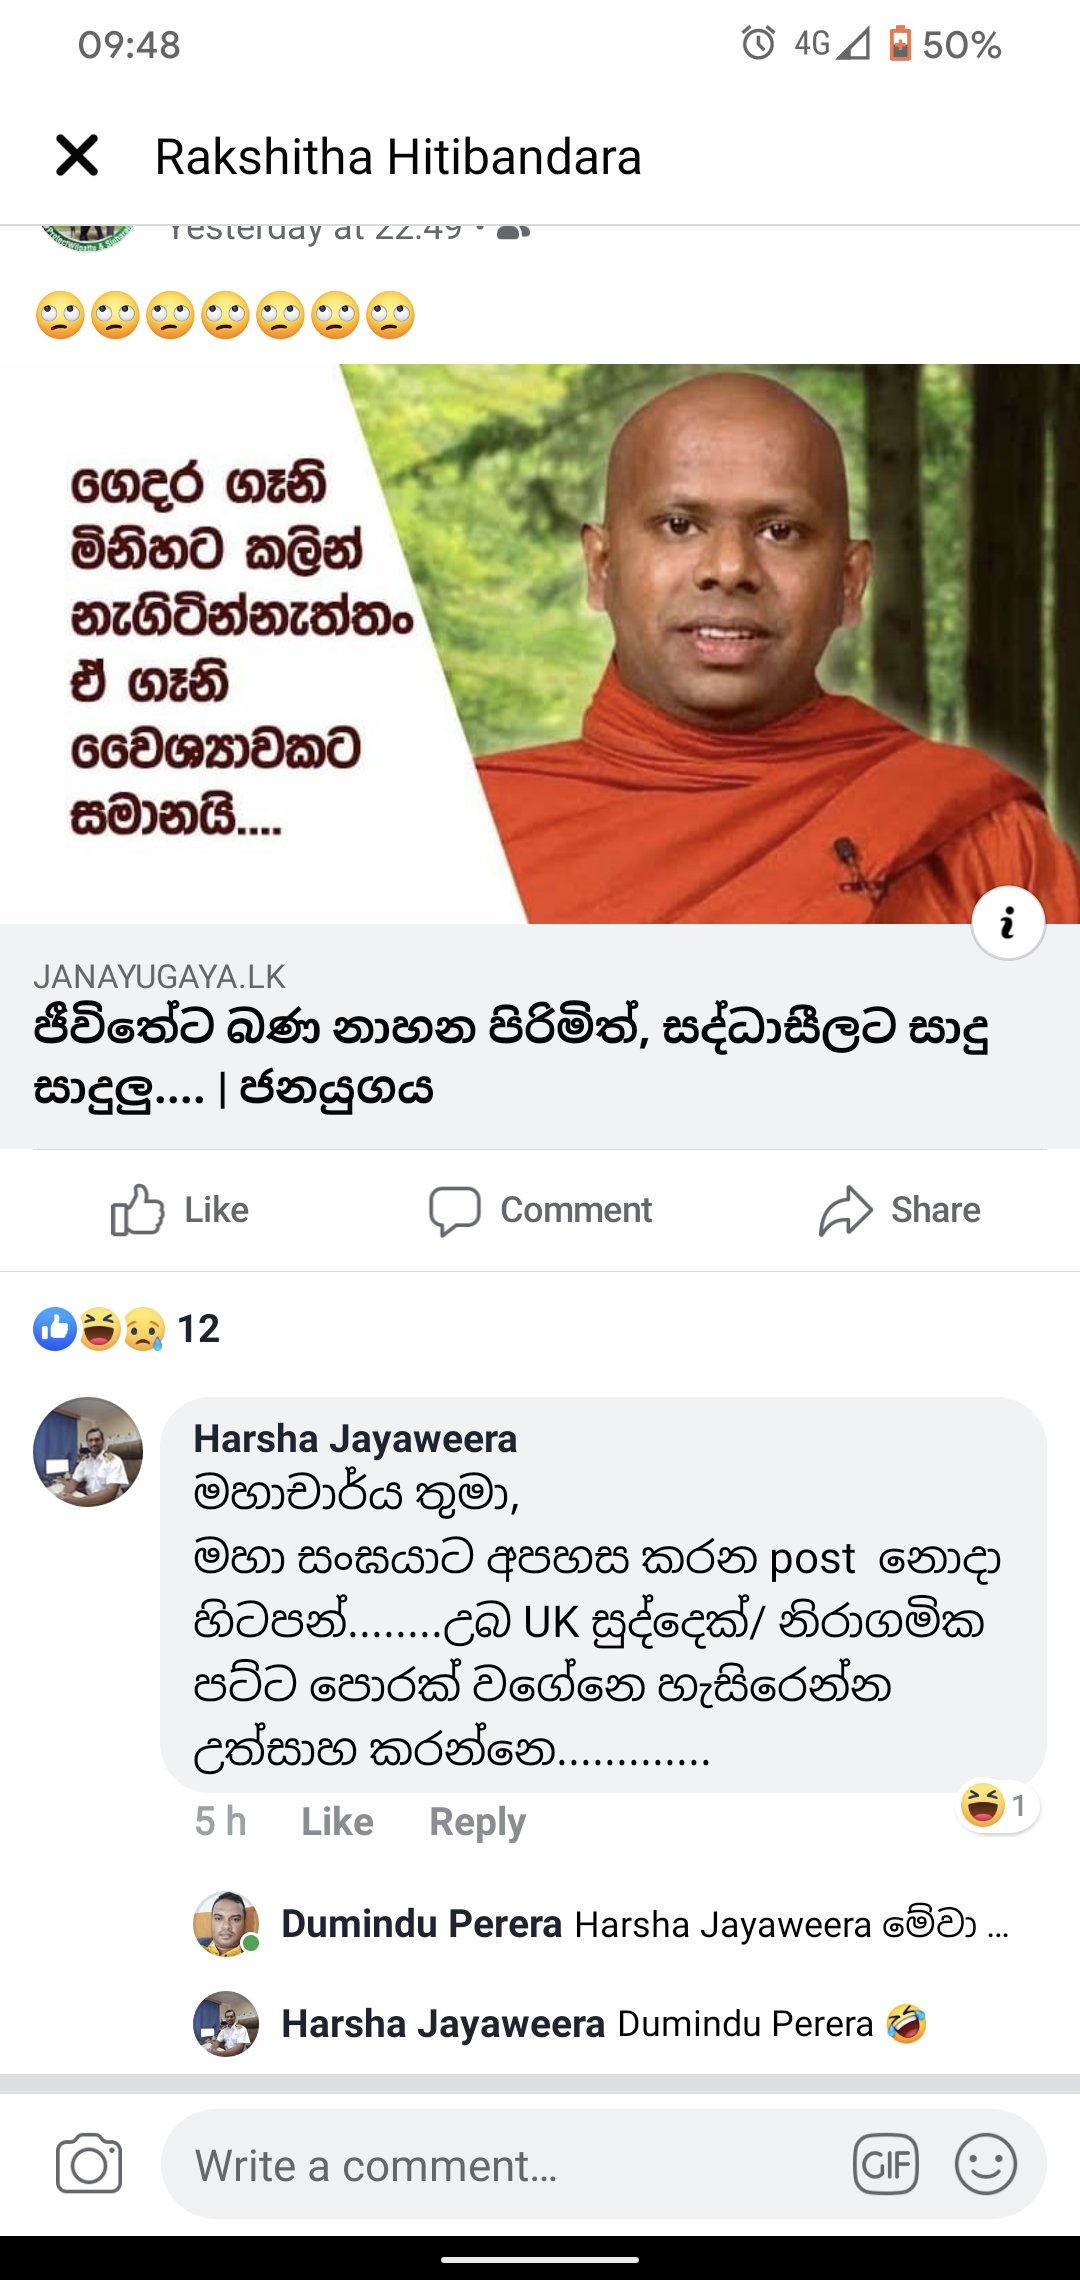 09:48
4G 50%
Rakshitha Hitibandara
Yesterday at 22:49 ·
ගෙදර ගෑනි
මිනිහට කලින්
නැගිටින්නැත්තං
ඒ ගෑනි
වෛශ්‍යාවකට
සමානයි....
i
JANAYUGAYA.LK
ජීවිතේට බණ නාහන පිරිමිත්, සද්ධාසීලට සාදු
සාදුලු.... | ජනයුගය
Like Comment Share
12
Harsha Jayaweera
මහාචාර්ය තුමා,
මහා සංඝයාට අපහස කරන post නොදා
හිටපන්........උබ UK සුද්දෙක්/ නිරාගමික
පට්ට පොරක් වගේනෙ හැසිරෙන්න
උත්සාහ කරන්නෙ.............
5 h Like Reply 1
Dumindu Perera Harsha Jayaweera මේවා ...
Harsha Jayaweera Dumindu Perera
Write a comment...
GIF